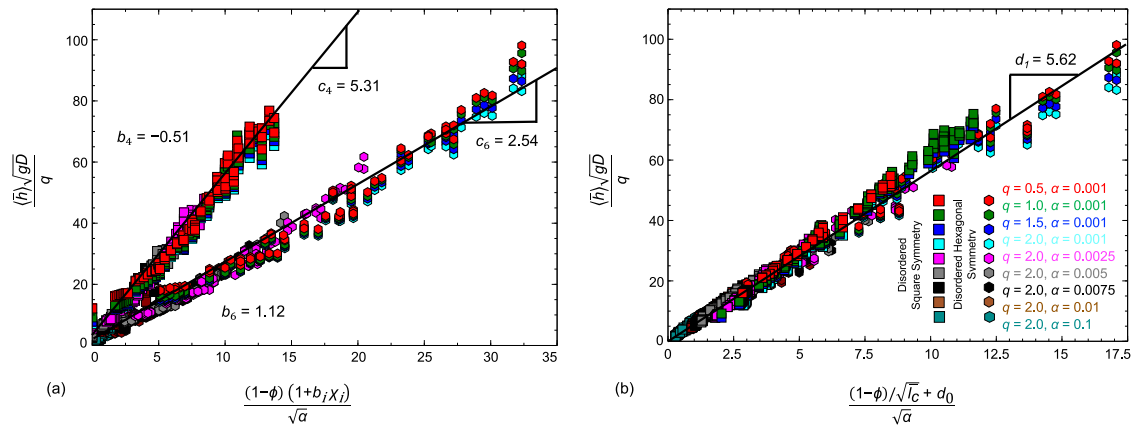 100
80
60
40
20
0
⟨h̄⟩√gD
q
b₄ = −0.51
c₄ = 5.31
c₆ = 2.54
b₆ = 1.12
0 5 10 15 20 25 30 35
(a)
(1−ϕ) (1+bᵢχᵢ)
√α
100
80
60
40
20
0
⟨h̄⟩√gD
q
d₁ = 5.62
Disordered
Square Symmetry
Disordered Hexagonal
Symmetry
q = 0.5, α = 0.001
q = 1.0, α = 0.001
q = 1.5, α = 0.001
q = 2.0, α = 0.001
q = 2.0, α = 0.0025
q = 2.0, α = 0.005
q = 2.0, α = 0.0075
q = 2.0, α = 0.01
q = 2.0, α = 0.1
0 2.5 5 7.5 10 12.5 15 17.5
(b)
(1−ϕ)/√l̄c + d₀
√α